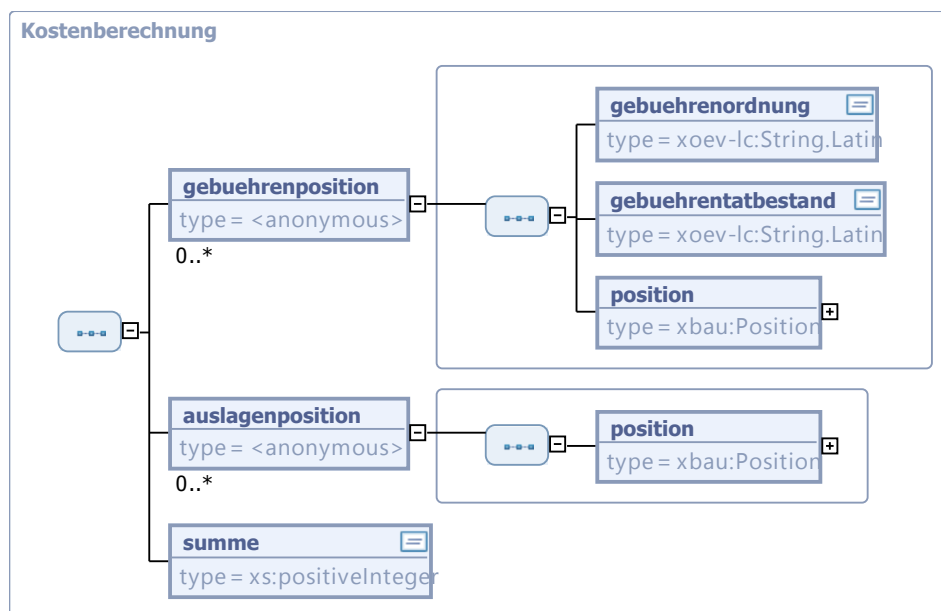 Kostenberechnung
gebuehrenordnung
type = xoev-lc:String.Latin
gebuehrenposition
type = <anonymous>
0..*
gebuehrentatbestand
type = xoev-lc:String.Latin
position
type = xbau:Position
auslagenposition
type = <anonymous>
0..*
position
type = xbau:Position
summe
type = xs:positiveInteger